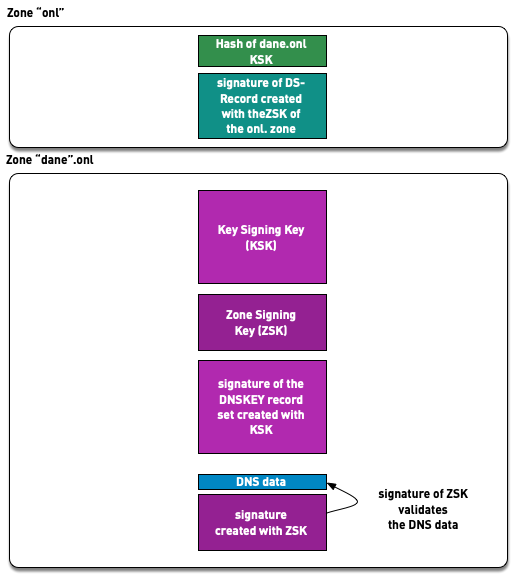 Zone “onl”
Hash of dane.onl
KSK
signature of DS-
Record created
with theZSK of
the onl. zone
Zone “dane”.onl
Key Signing Key
(KSK)
Zone Signing
Key (ZSK)
signature of the
DNSKEY record
set created with
KSK
DNS data
signature
created with ZSK
signature of ZSK
validates
the DNS data